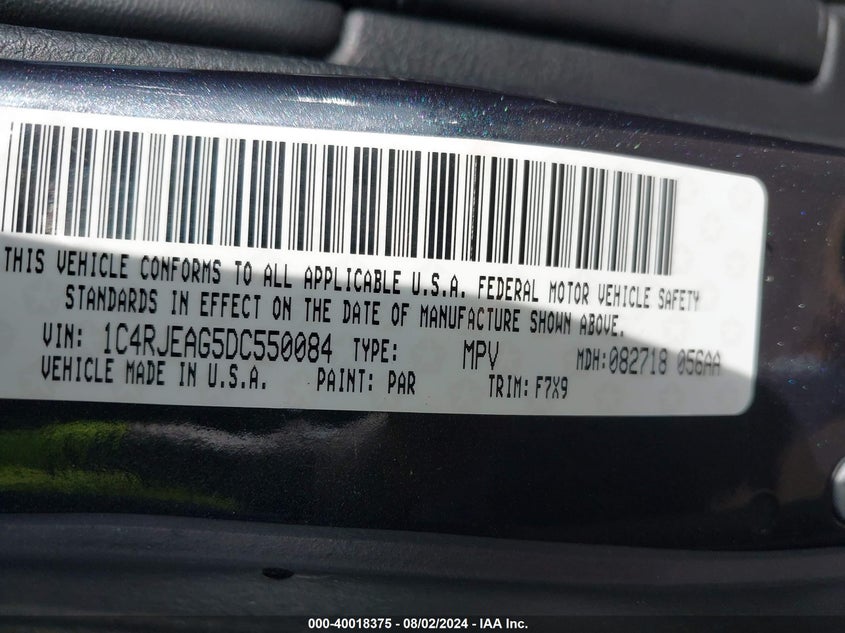 THIS VEHICLE CONFORMS TO ALL APPLICABLE U.S.A. FEDERAL MOTOR VEHICLE SAFETY
STANDARDS IN EFFECT ON THE DATE OF MANUFACTURE SHOWN ABOVE.
VIN: 1C4RJEAG5DC550084 TYPE: MPV MDH:082718 056AA
VEHICLE MADE IN U.S.A. PAINT: PAR TRIM: F7X9
000-40018375 - 08/02/2024 - IAA Inc.